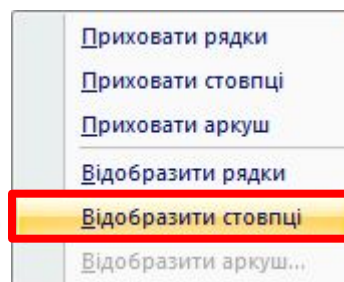 Приховати рядки
Приховати стовпці
Приховати аркуш
Відобразити рядки
Відобразити стовпці
Відобразити аркуш...